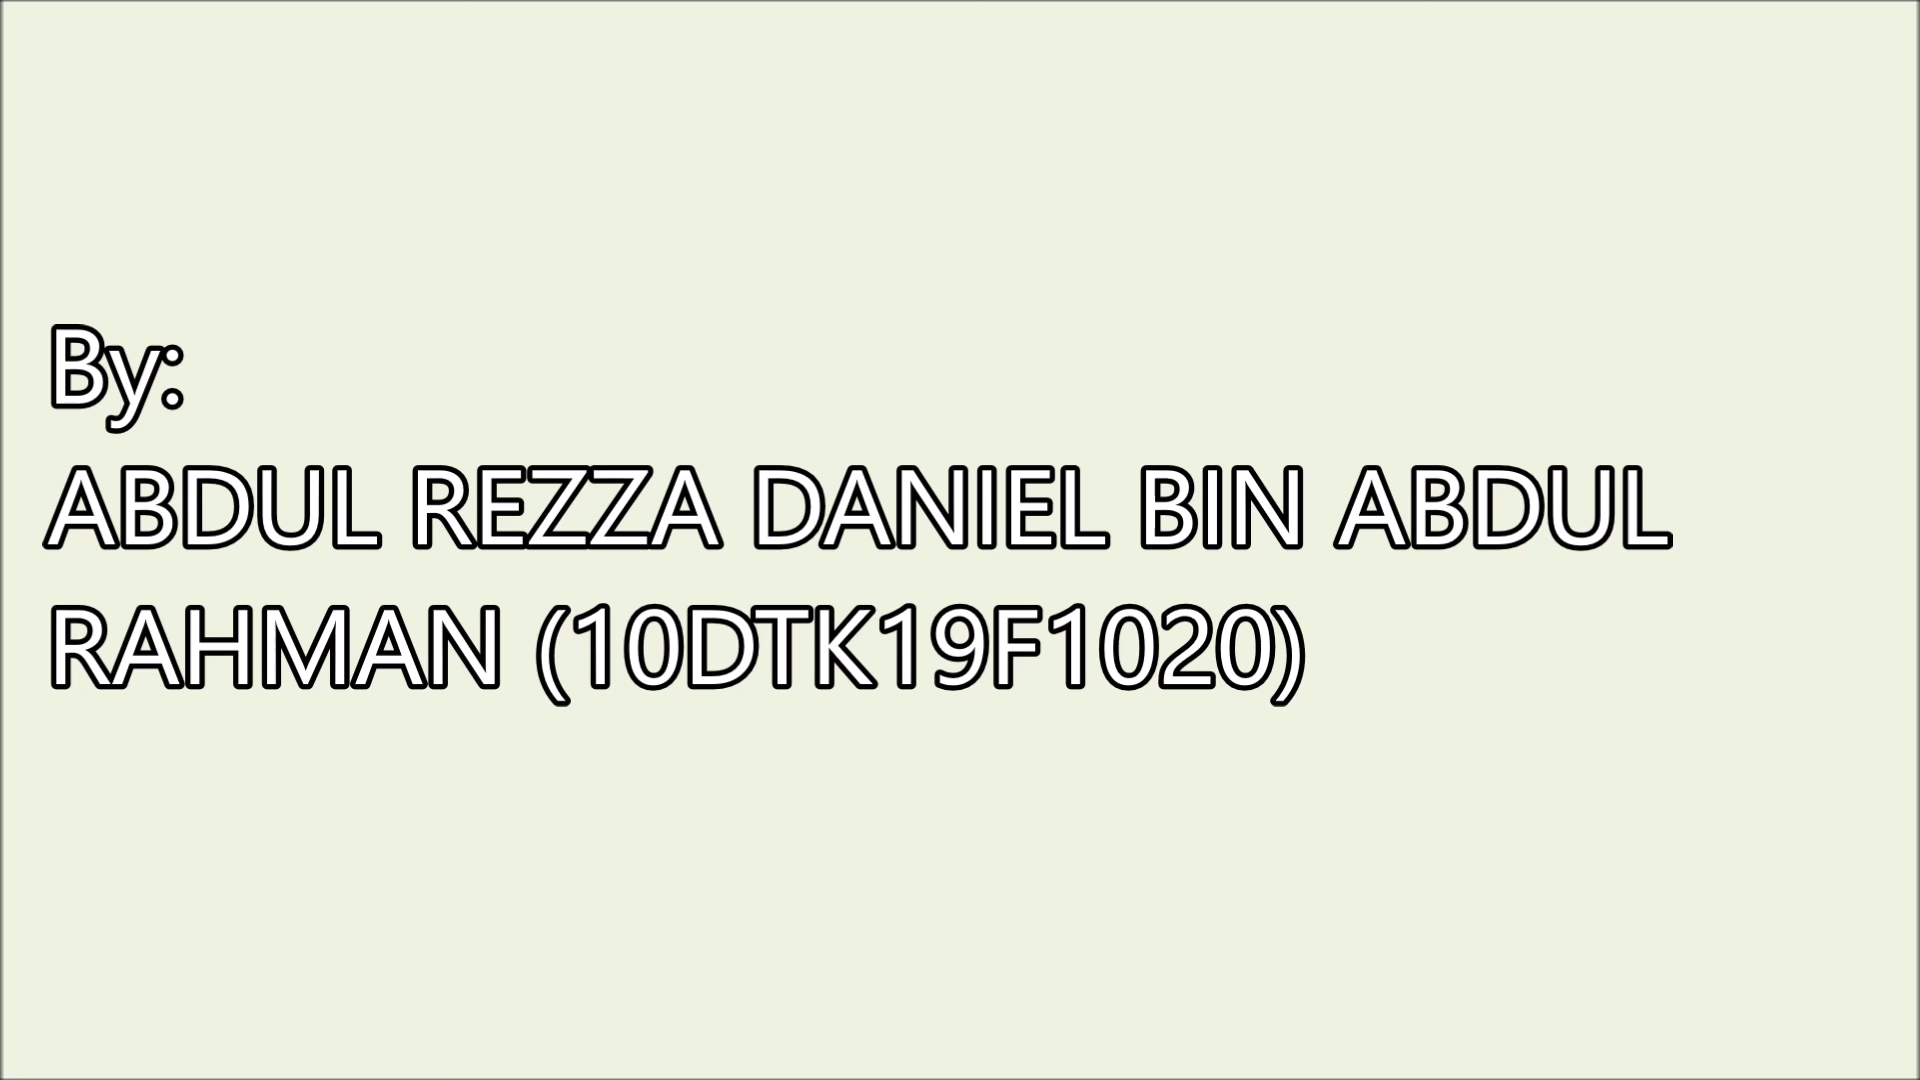 By:
ABDUL REZZA DANIEL BIN ABDUL
RAHMAN (10DTK19F1020)